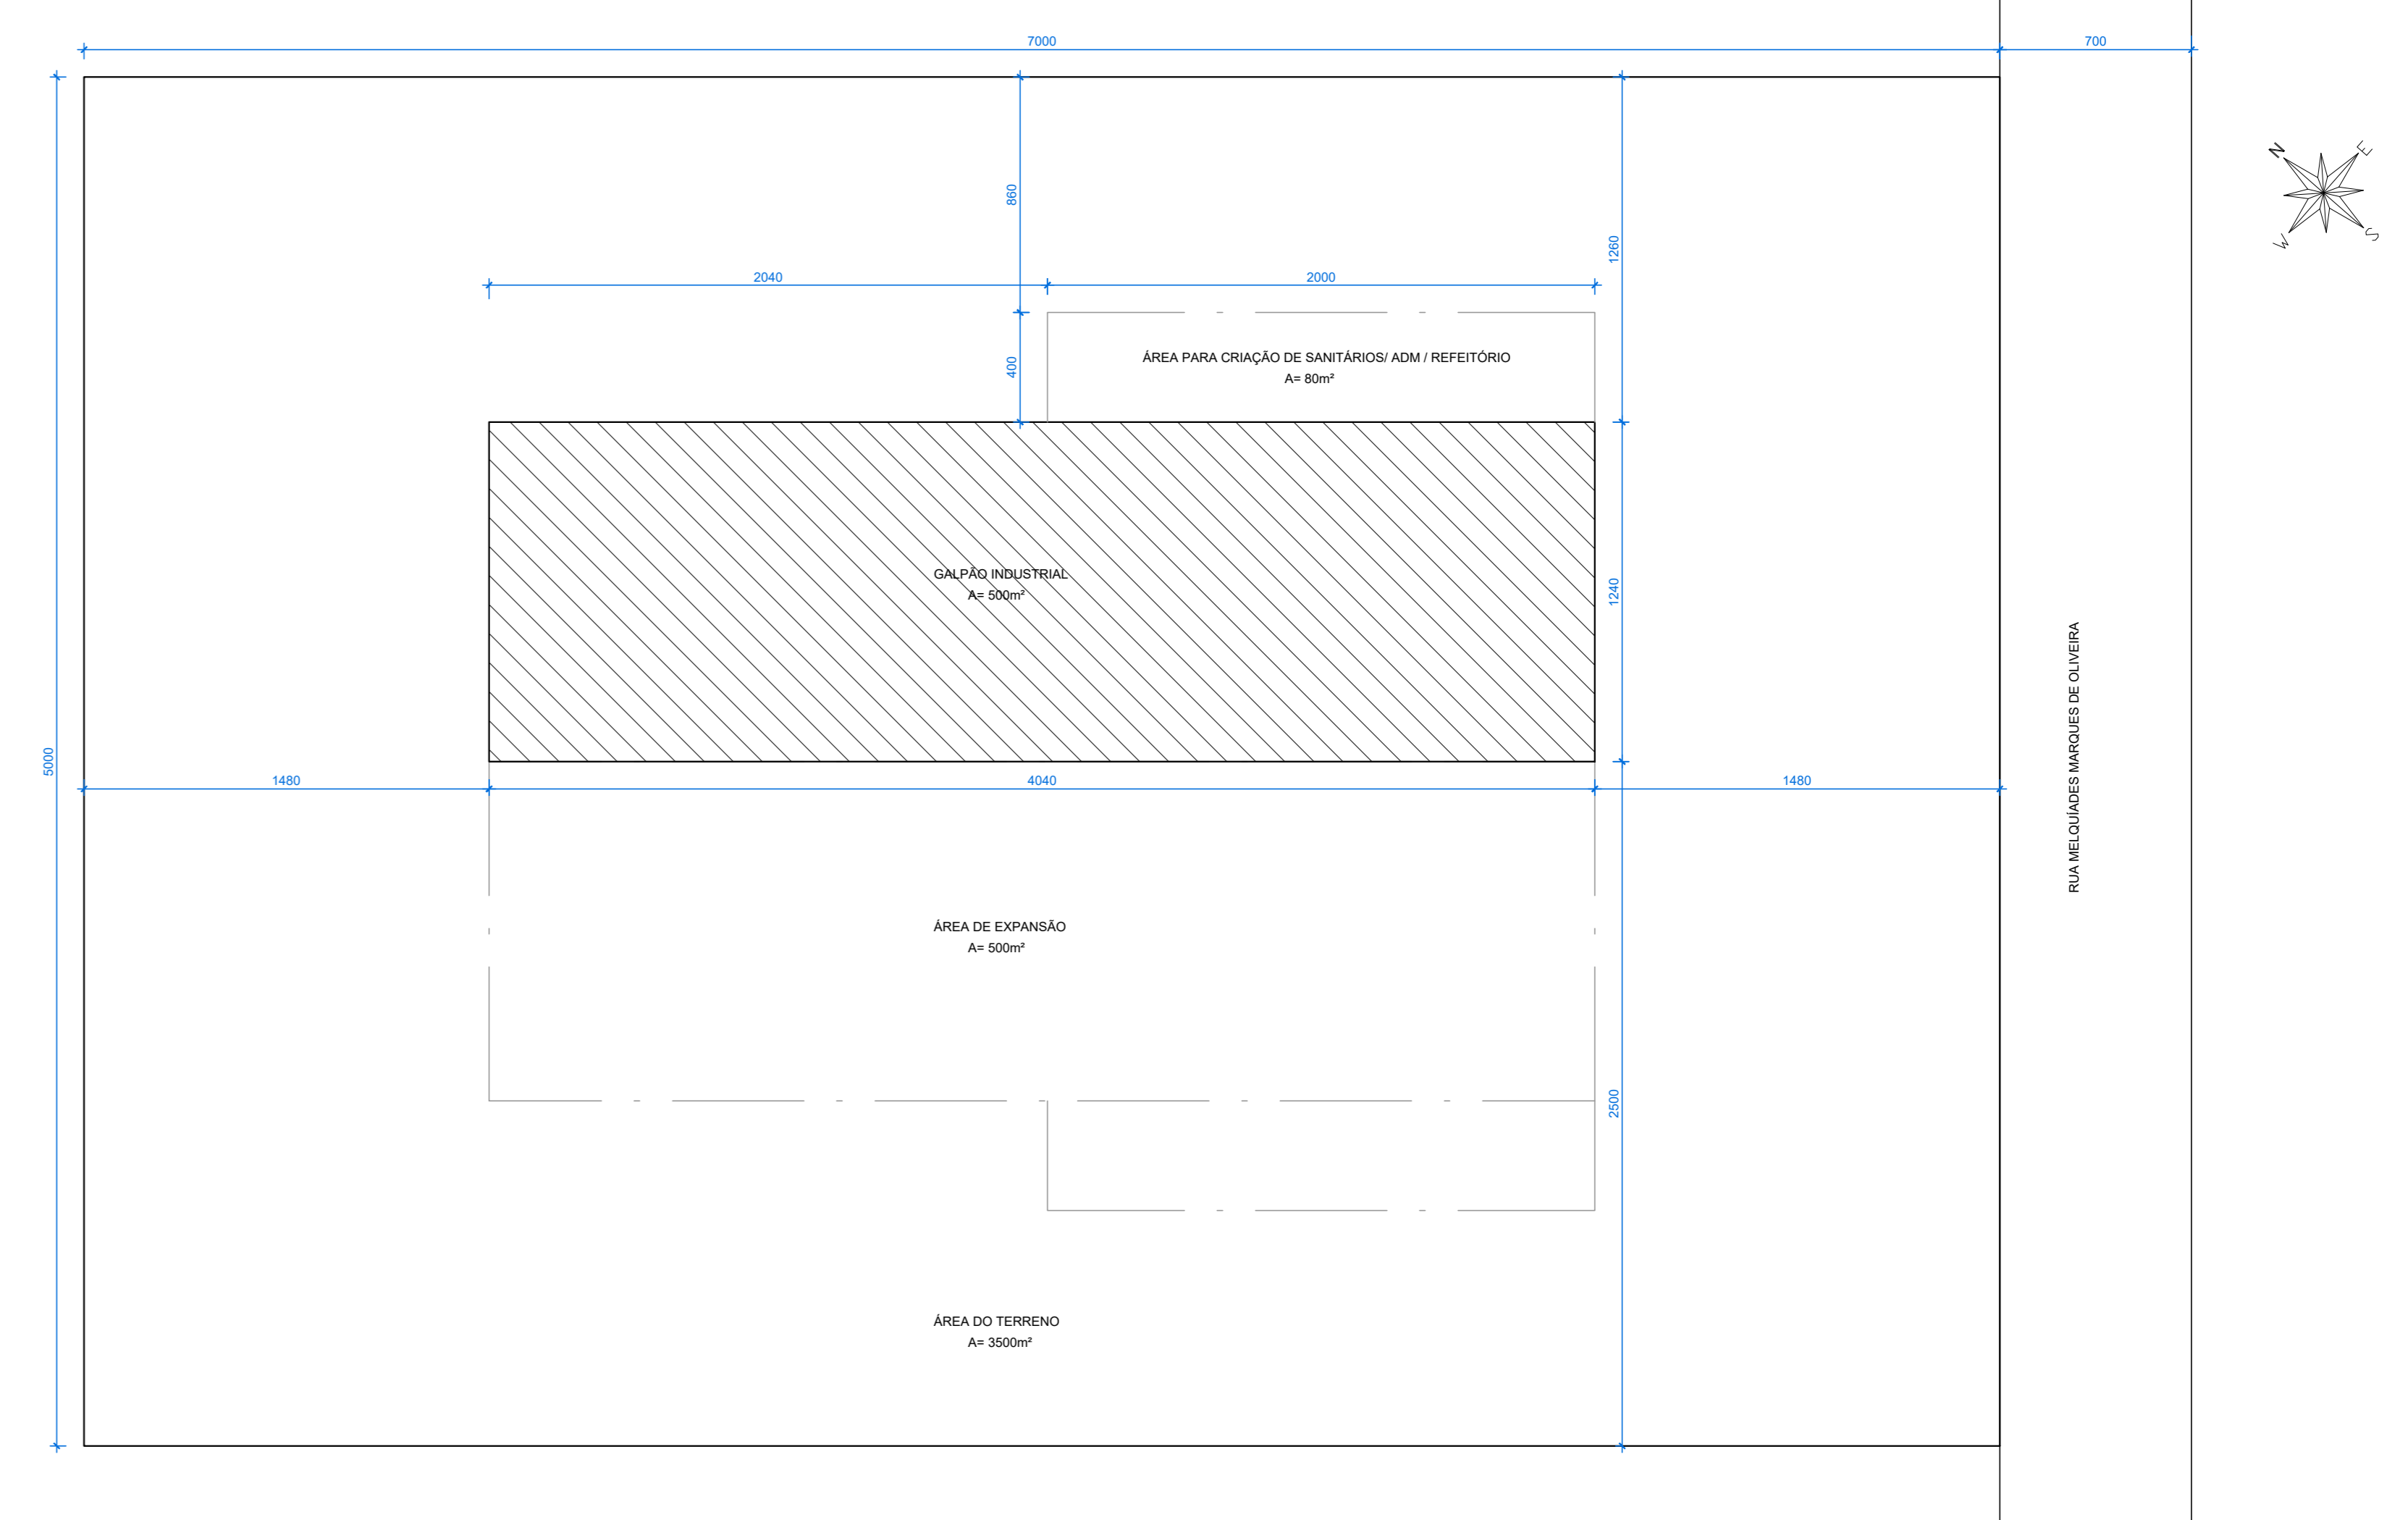 7000
700
N
E
W
S
860
1260
2040
2000
400
ÁREA PARA CRIAÇÃO DE SANITÁRIOS/ ADM / REFEITÓRIO
A= 80m²
GALPÃO INDUSTRIAL
A= 500m²
1240
RUA MELQUÍADES MARQUES DE OLIVEIRA
5000
1480
4040
1480
ÁREA DE EXPANSÃO
A= 500m²
2500
ÁREA DO TERRENO
A= 3500m²